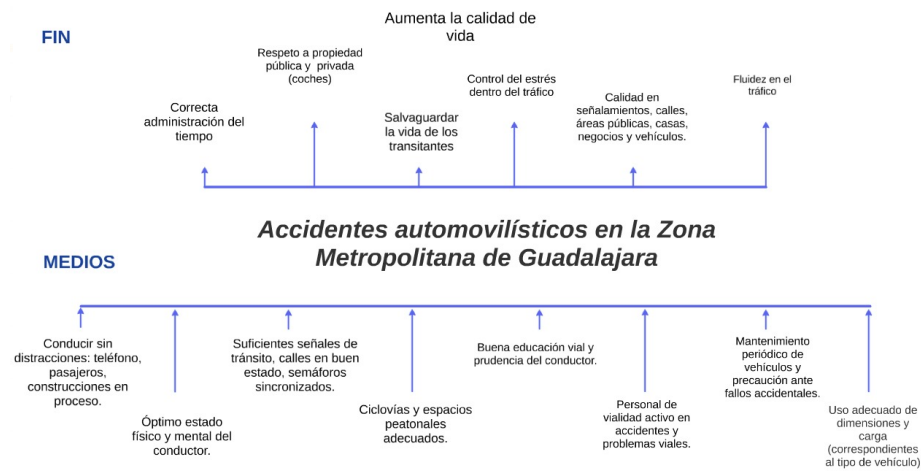 FIN
Aumenta la calidad de
vida
Respeto a propiedad
pública y privada
(coches)
Control del estrés
dentro del tráfico
Fluidez en el
tráfico
Correcta
administración del
tiempo
Salvaguardar
la vida de los
transitantes
Calidad en
señalamientos, calles,
áreas públicas, casas,
negocios y vehículos.
Accidentes automovilísticos en la Zona
Metropolitana de Guadalajara
MEDIOS
Conducir sin
distracciones: teléfono,
pasajeros,
construcciones en
proceso.
Óptimo estado
físico y mental del
conductor.
Suficientes señales de
tránsito, calles en buen
estado, semáforos
sincronizados.
Ciclovías y espacios
peatonales
adecuados.
Buena educación vial y
prudencia del conductor.
Personal de
vialidad activo en
accidentes y
problemas viales.
Mantenimiento
periódico de
vehículos y
precaución ante
fallos accidentales.
Uso adecuado de
dimensiones y
carga
(correspondientes
al tipo de vehículo)